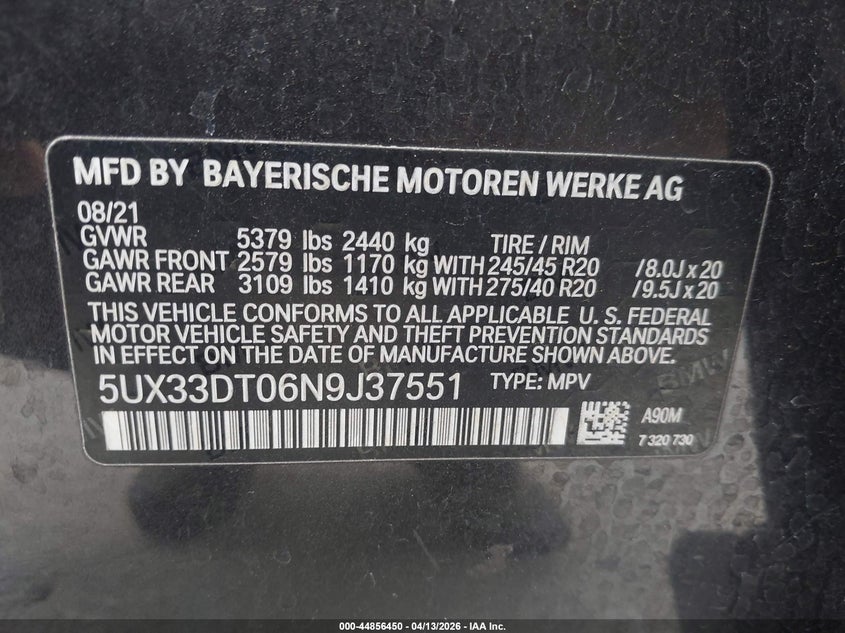 MFD BY BAYERISCHE MOTOREN WERKE AG
08/21
GVWR 5379 lbs 2440 kg TIRE / RIM
GAWR FRONT 2579 lbs 1170 kg WITH 245/45 R20 /8.0J x 20
GAWR REAR 3109 lbs 1410 kg WITH 275/40 R20 /9.5J x 20
THIS VEHICLE CONFORMS TO ALL APPLICABLE U. S. FEDERAL
MOTOR VEHICLE SAFETY AND THEFT PREVENTION STANDARDS
IN EFFECT ON THE DATE OF MANUFACTURE SHOWN ABOVE.
5UX33DT06N9J37551 TYPE: MPV
A90M
7 320 730
BMW
000-44856450 | 04/13/2026 - IAA Inc.